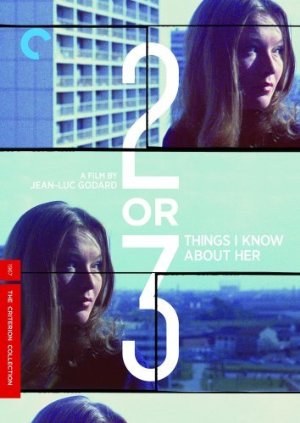 2
A FILM BY
JEAN-LUC GODARD
OR
THINGS I KNOW
ABOUT HER
3
1967
THE CRITERION COLLECTION